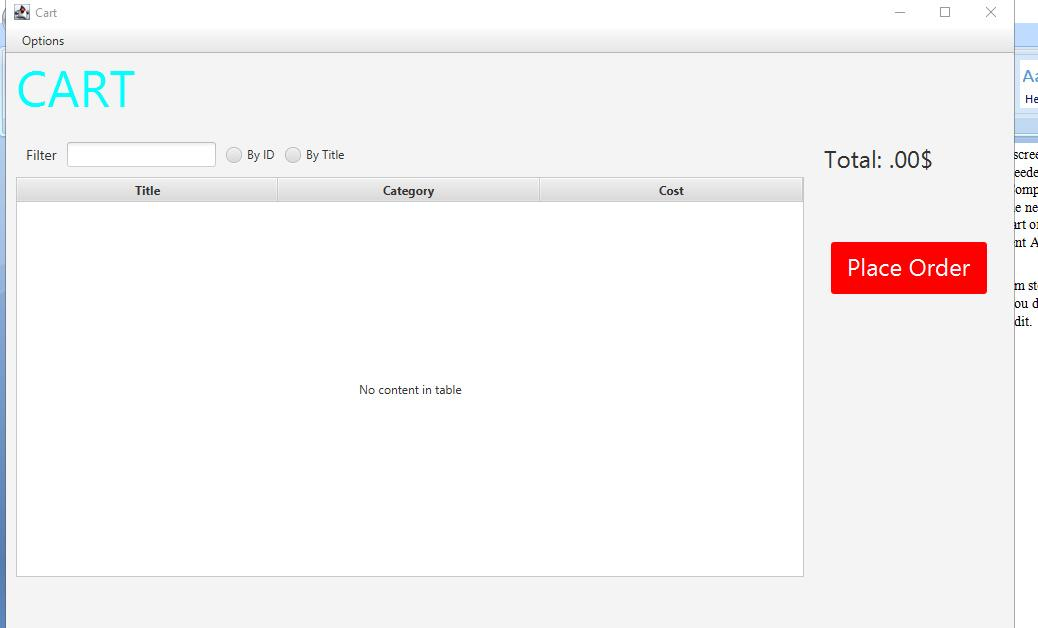 Cart
Options
CART
Filter By ID By Title
Total: .00$
Title Category Cost
Place Order
No content in table